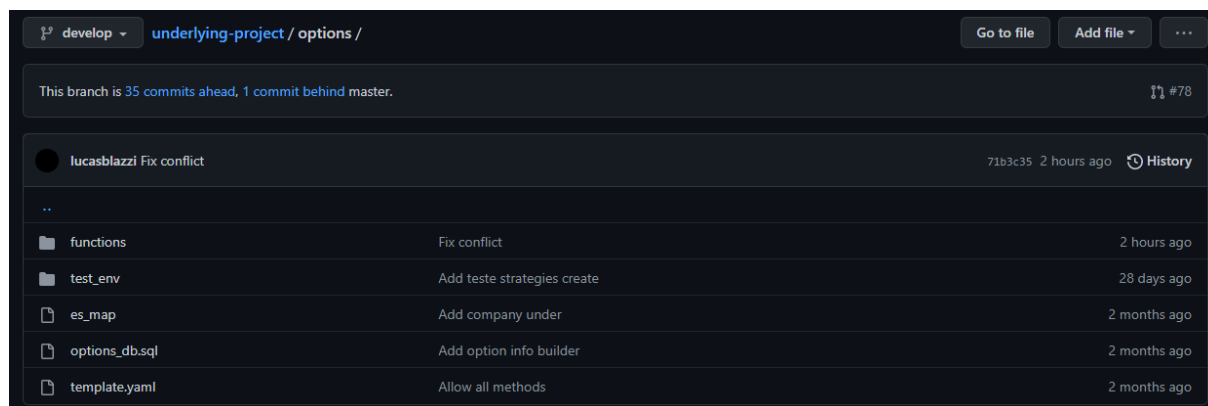 develop underlying-project / options / Go to file Add file ...
This branch is 35 commits ahead, 1 commit behind master. #78
lucasblazzi Fix conflict 71b3c35 2 hours ago History
..
functions Fix conflict 2 hours ago
test_env Add teste strategies create 28 days ago
es_map Add company under 2 months ago
options_db.sql Add option info builder 2 months ago
template.yaml Allow all methods 2 months ago